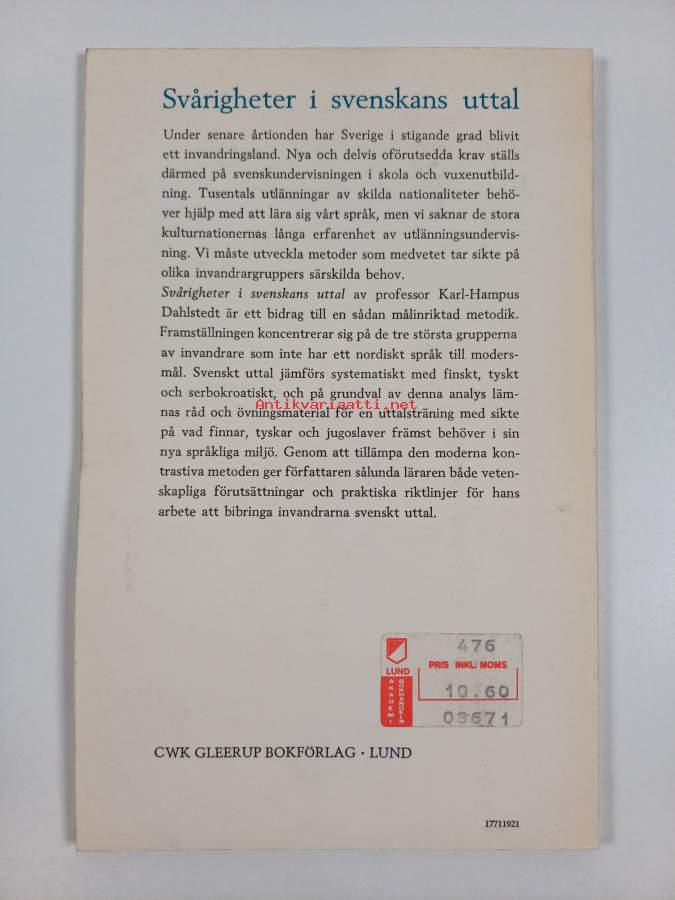 Svårigheter i svenskans uttal
Under senare årtionden har Sverige i stigande grad blivit
ett invandringsland. Nya och delvis oförutsedda krav ställs
därmed på svenskundervisningen i skola och vuxenutbild-
ning. Tusentals utlänningar av skilda nationaliteter behö-
ver hjälp med att lära sig vårt språk, men vi saknar de stora
kulturnationernas långa erfarenhet av utlänningsundervis-
ning. Vi måste utveckla metoder som medvetet tar sikte på
olika invandrargruppers särskilda behov.
Svårigheter i svenskans uttal av professor Karl-Hampus
Dahlstedt är ett bidrag till en sådan målinriktad metodik.
Framställningen koncentrerar sig på de tre största grupperna
av invandrare som inte har ett nordiskt språk till moders-
mål. Svenskt uttal jämförs systematiskt med finskt, tyskt
och serbokroatiskt, och på grundval av denna analys läm-
Antikvariaatti.net
nas råd och övningsmaterial för en uttalsträning med sikte
på vad finnar, tyskar och jugoslaver främst behöver i sin
nya språkliga miljö. Genom att tillämpa den moderna kon-
trastiva metoden ger författaren sålunda läraren både veten-
skapliga förutsättningar och praktiska riktlinjer för hans
arbete att bibringa invandrarna svenskt uttal.
476
PRIS INKL. MOMS
LUND
AKADEMI
BOKHANDELN
10.60
03671
CWK GLEERUP BOKFÖRLAG · LUND
17711921